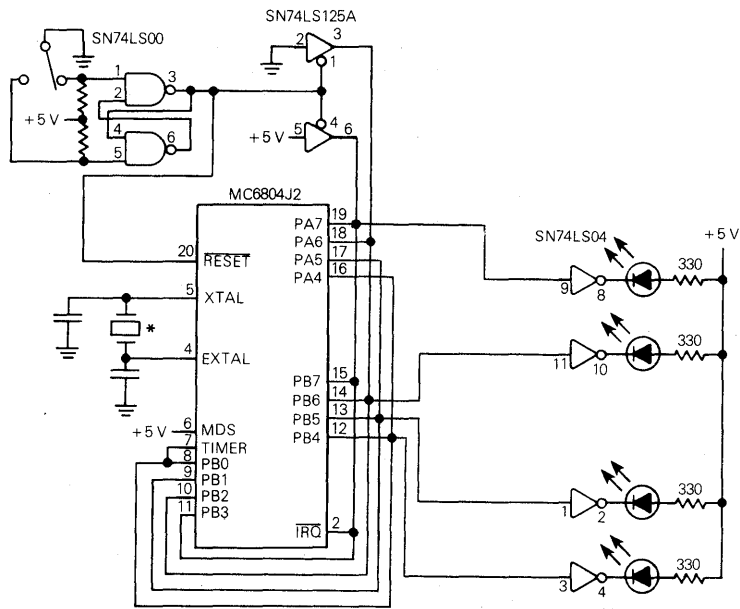 SN74LS125A
SN74LS00
2 3
1
1
2
3
+5 V
4
5
6
+5 V 5
4
6
MC6804J2
20 RESET
5 XTAL
*
4 EXTAL
+5 V 6 MDS
7 TIMER
8 PB0
9 PB1
10 PB2
11 PB3
PA7 19
PA6 18
PA5 17
PA4 16
PB7 15
PB6 14
PB5 13
PB4 12
IRQ 2
SN74LS04
+5 V
9 8 330
11 10 330
1 2 330
3 4 330